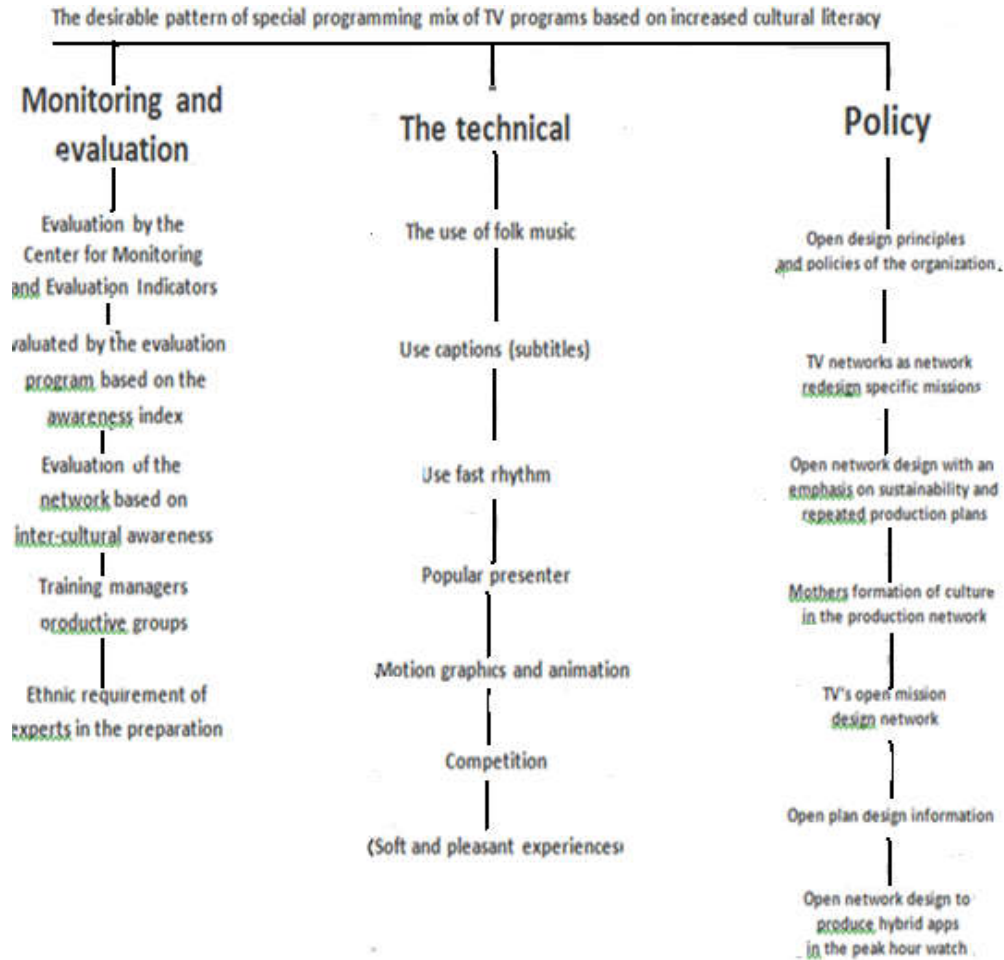 The desirable pattern of special programming mix of TV programs based on increased cultural literacy
Monitoring and
evaluation
Evaluation by the
Center for Monitoring
and Evaluation Indicators
valuated by the evaluation
program based on the
awareness index
Evaluation of the
network based on
inter-cultural awareness
Training managers
productive groups
Ethnic requirement of
experts in the preparation
The technical
The use of folk music
Use captions (subtitles)
Use fast rhythm
Popular presenter
Motion graphics and animation
Competition
(Soft and pleasant experiences)
Policy
Open design principles
and policies of the organization.
TV networks as network
redesign specific missions
Open network design with an
emphasis on sustainability and
repeated production plans
Mothers formation of culture
in the production network
TV's open mission
design network
Open plan design information
Open network design to
produce hybrid apps
in the peak hour watch